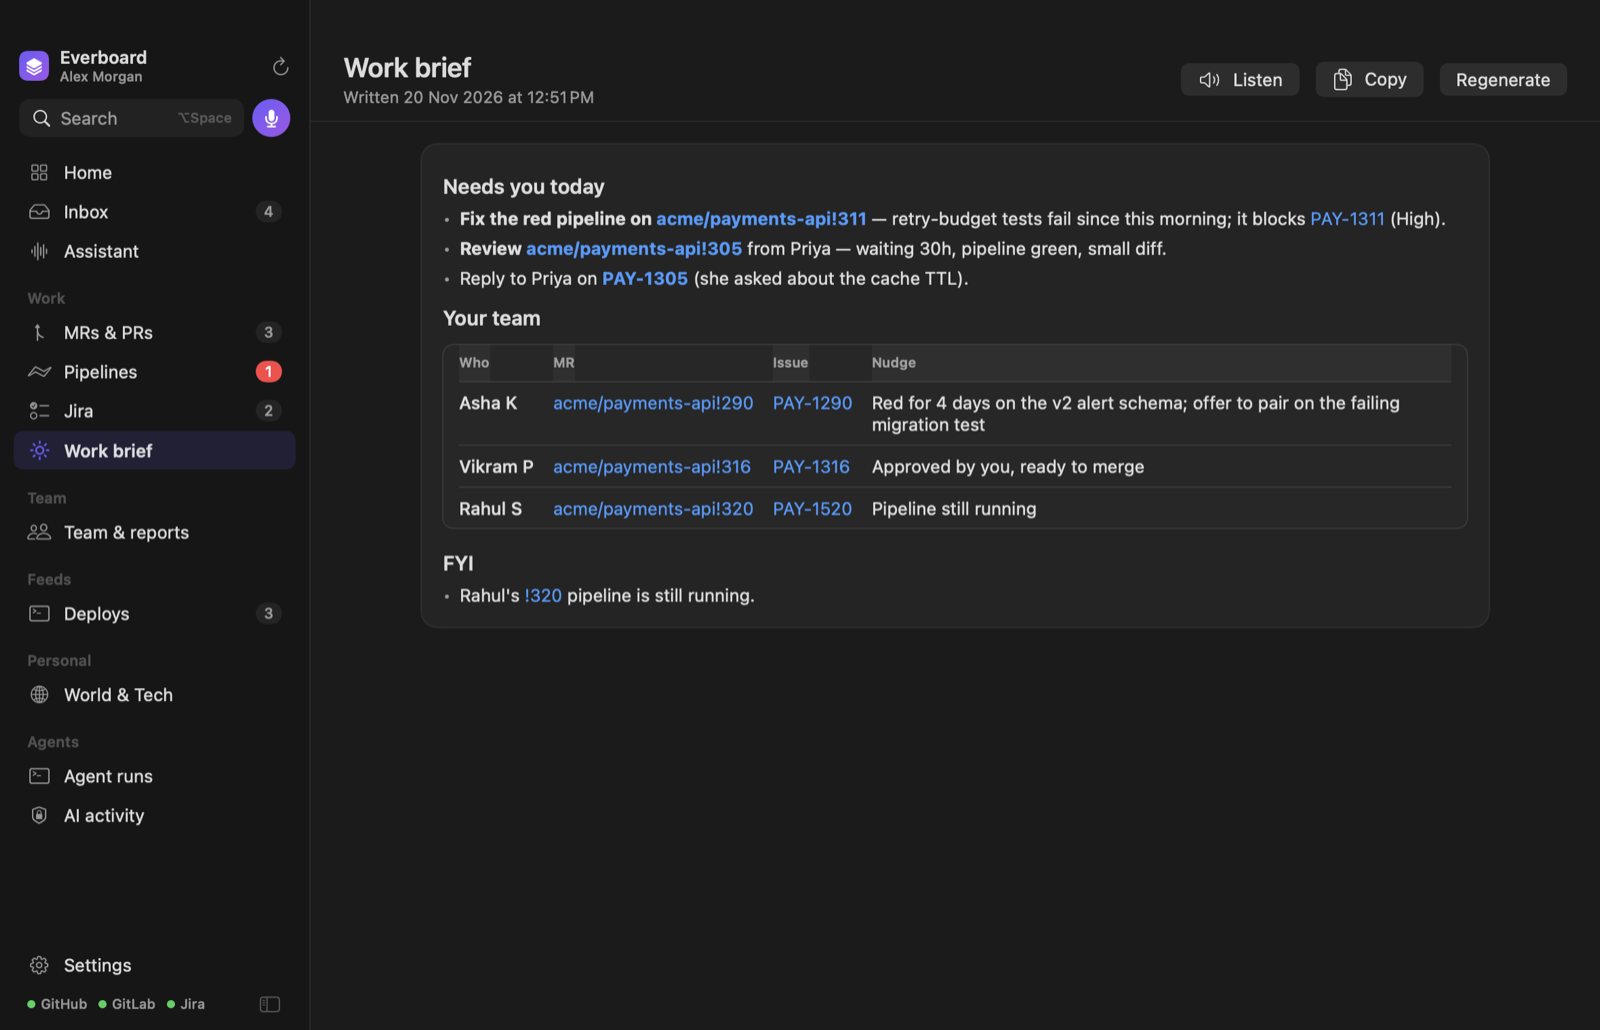 Everboard
Alex Morgan
Search ⌥Space
Home
Inbox 4
Assistant
Work
MRs & PRs 3
Pipelines 1
Jira 2
Work brief
Team
Team & reports
Feeds
Deploys 3
Personal
World & Tech
Agents
Agent runs
AI activity
Settings
GitHub GitLab Jira
Work brief
Written 20 Nov 2026 at 12:51 PM
Listen Copy Regenerate
Needs you today
• Fix the red pipeline on acme/payments-api!311 — retry-budget tests fail since this morning; it blocks PAY-1311 (High).
• Review acme/payments-api!305 from Priya — waiting 30h, pipeline green, small diff.
• Reply to Priya on PAY-1305 (she asked about the cache TTL).
Your team
Who MR Issue Nudge
Asha K acme/payments-api!290 PAY-1290 Red for 4 days on the v2 alert schema; offer to pair on the failing
migration test
Vikram P acme/payments-api!316 PAY-1316 Approved by you, ready to merge
Rahul S acme/payments-api!320 PAY-1520 Pipeline still running
FYI
• Rahul's !320 pipeline is still running.